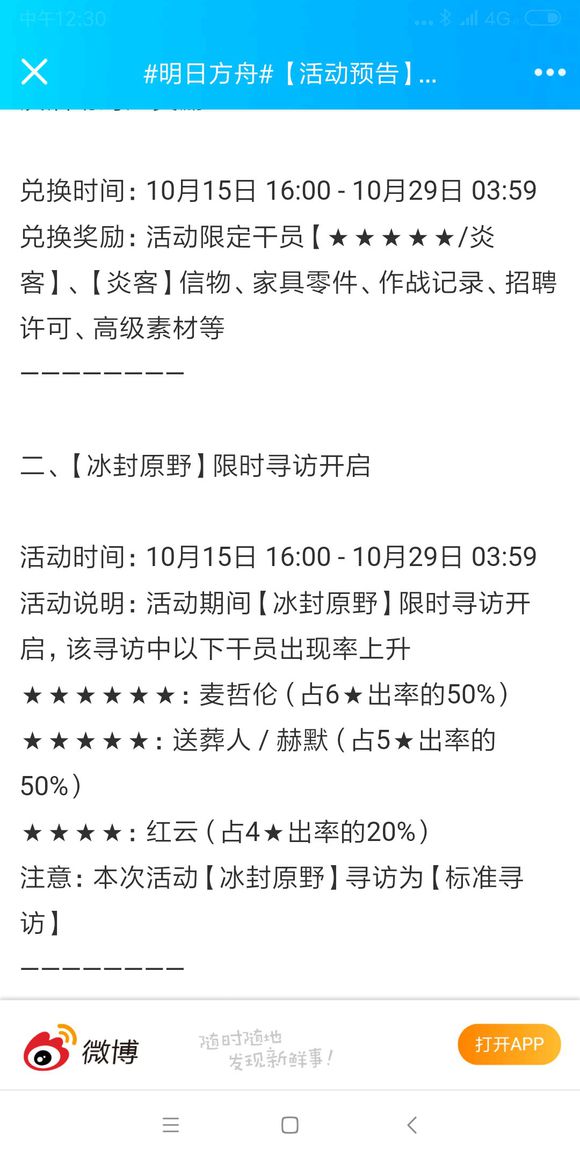 中午12:30
4G
#明日方舟#【活动预告】...
兑换时间：10月15日 16:00 - 10月29日 03:59
兑换奖励：活动限定干员【★★★★★/炎
客】、【炎客】信物、家具零件、作战记录、招聘
许可、高级素材等
————————
二、【冰封原野】限时寻访开启
活动时间：10月15日 16:00 - 10月29日 03:59
活动说明：活动期间【冰封原野】限时寻访开
启，该寻访中以下干员出现率上升
★★★★★★：麦哲伦（占6★出率的50%）
★★★★★：送葬人 / 赫默（占5★出率的
50%）
★★★★：红云（占4★出率的20%）
注意：本次活动【冰封原野】寻访为【标准寻
访】
————————
微博
随时随地
发现新鲜事！
打开APP